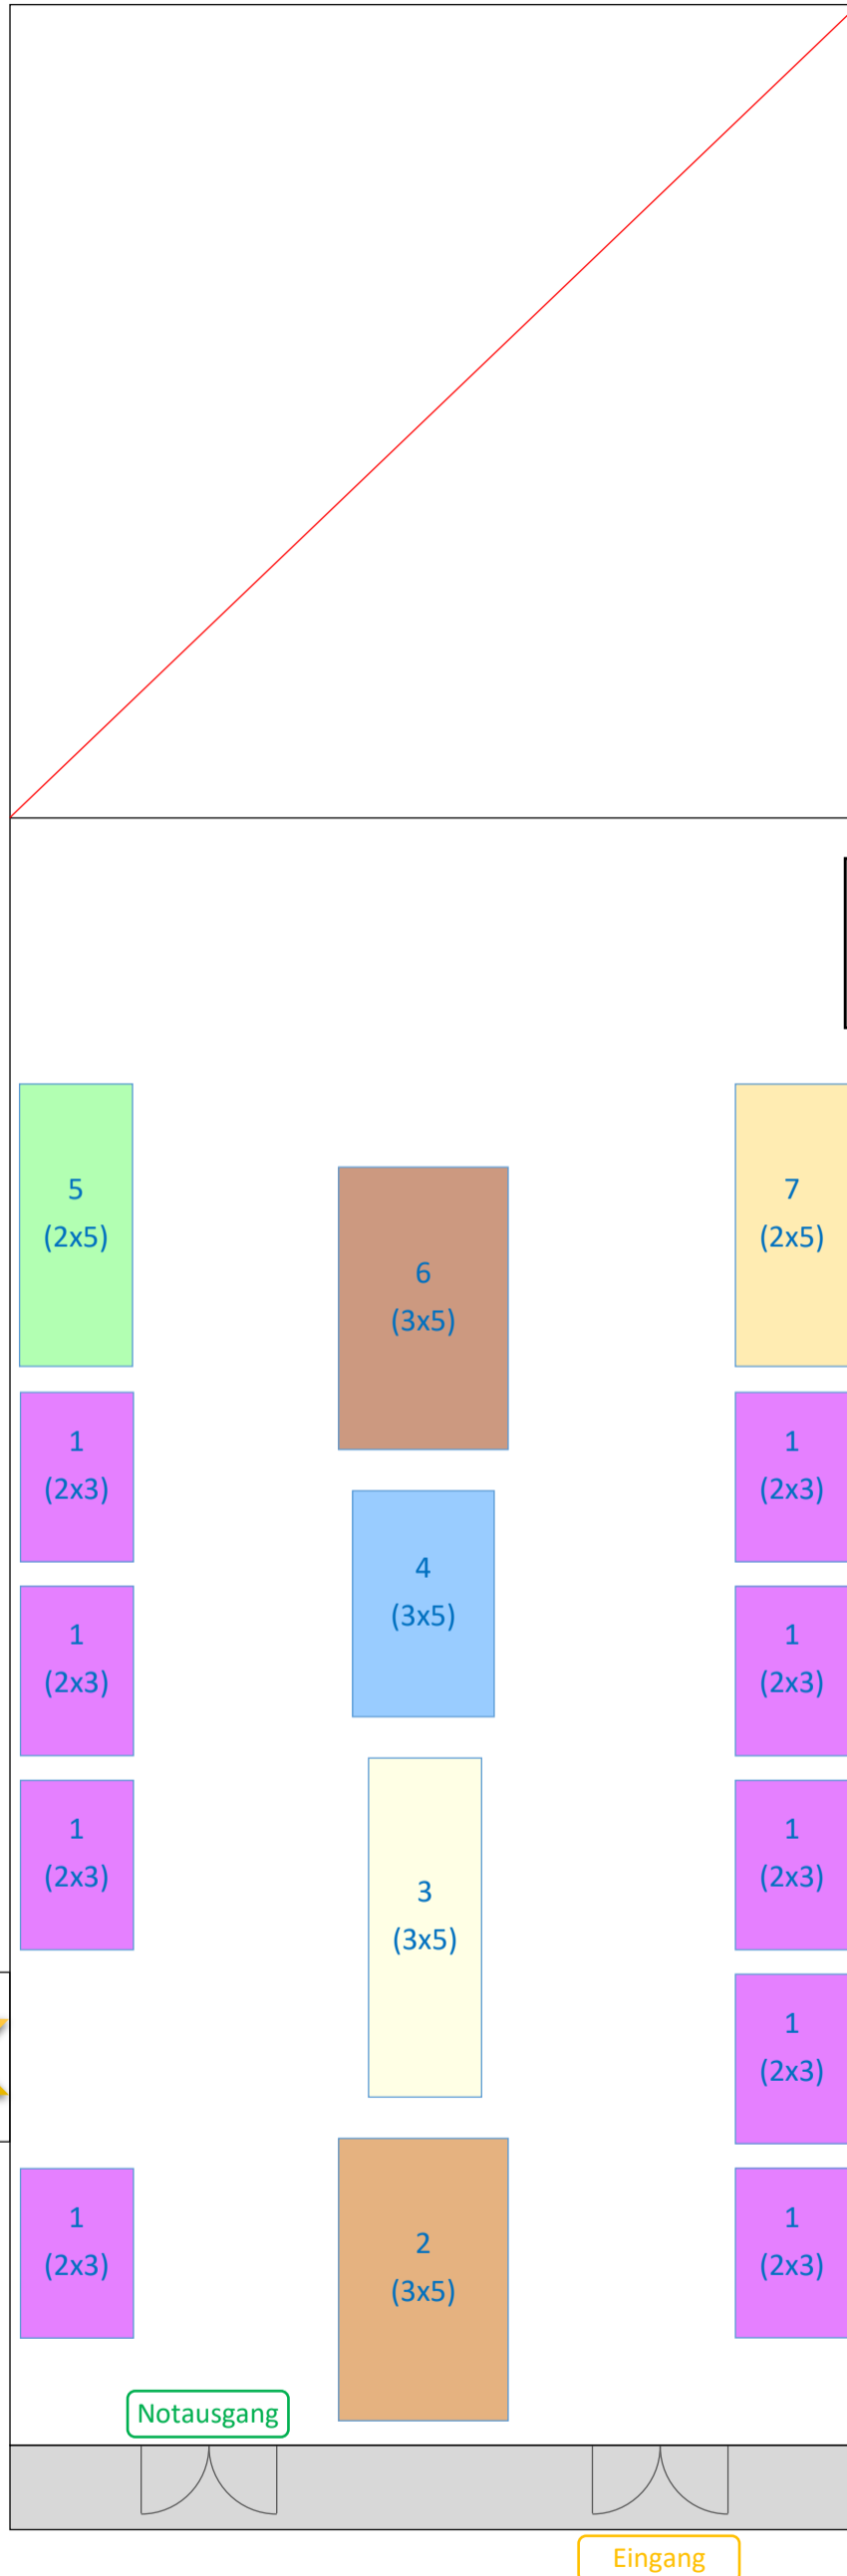 5
(2x5)
7
(2x5)
6
(3x5)
1
(2x3)
1
(2x3)
4
(3x5)
1
(2x3)
1
(2x3)
1
(2x3)
1
(2x3)
3
(3x5)
1
(2x3)
1
(2x3)
2
(3x5)
1
(2x3)
Notausgang
Eingang